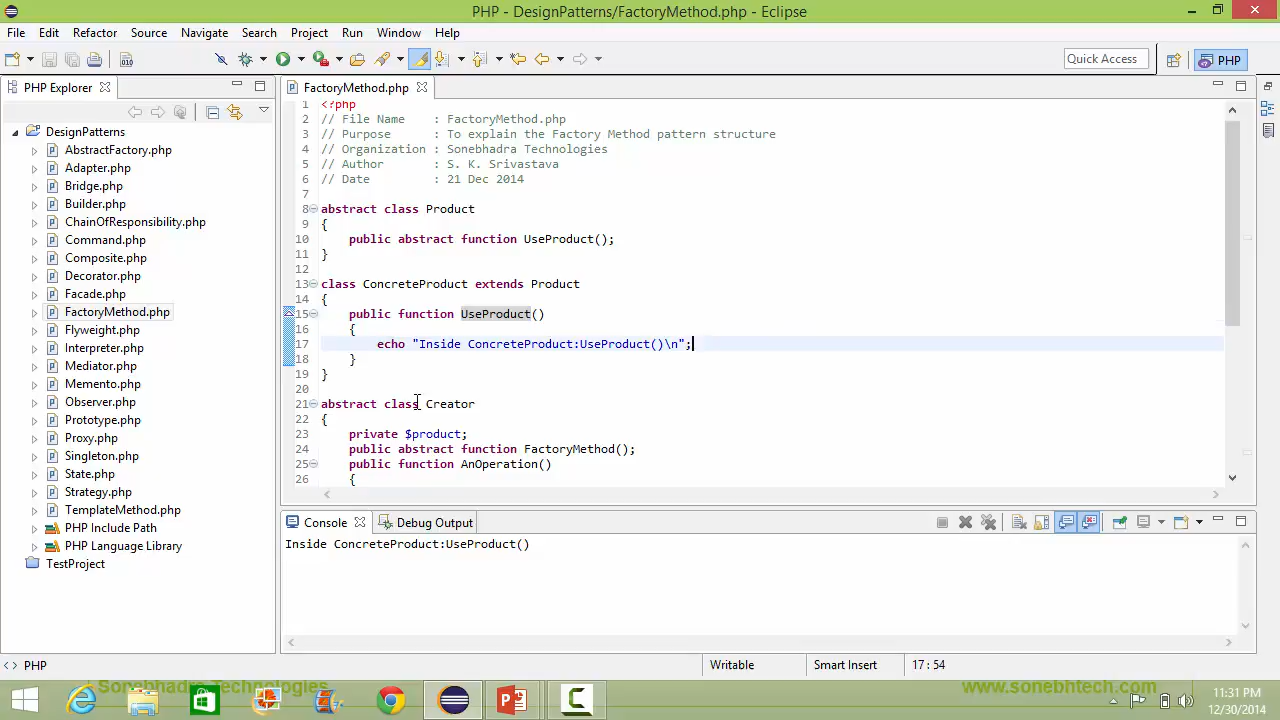 PHP - DesignPatterns/FactoryMethod.php - Eclipse
File Edit Refactor Source Navigate Search Project Run Window Help
Quick Access
PHP
PHP Explorer
DesignPatterns
AbstractFactory.php
Adapter.php
Bridge.php
Builder.php
ChainOfResponsibility.php
Command.php
Composite.php
Decorator.php
Facade.php
FactoryMethod.php
Flyweight.php
Interpreter.php
Mediator.php
Memento.php
Observer.php
Prototype.php
Proxy.php
Singleton.php
State.php
Strategy.php
TemplateMethod.php
PHP Include Path
PHP Language Library
TestProject
FactoryMethod.php
1 <?php
2 // File Name : FactoryMethod.php
3 // Purpose : To explain the Factory Method pattern structure
4 // Organization : Sonebhadra Technologies
5 // Author : S. K. Srivastava
6 // Date : 21 Dec 2014
7
8 abstract class Product
9 {
10 public abstract function UseProduct();
11 }
12
13 class ConcreteProduct extends Product
14 {
15 public function UseProduct()
16 {
17 echo "Inside ConcreteProduct:UseProduct()\n";
18 }
19 }
20
21 abstract class Creator
22 {
23 private $product;
24 public abstract function FactoryMethod();
25 public function AnOperation()
26 {
Console Debug Output
Inside ConcreteProduct:UseProduct()
PHP Writable Smart Insert 17 : 54
Sonebhadra Technologies
www.sonebhtech.com
11:31 PM
12/30/2014